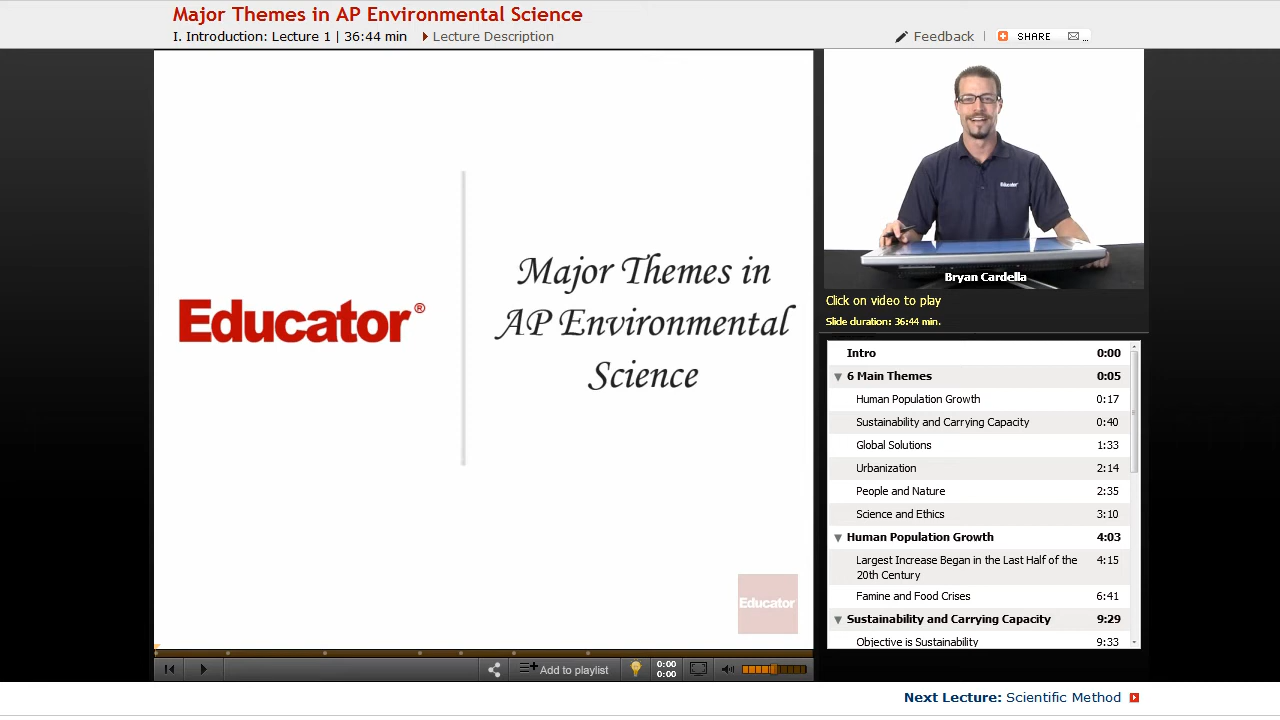 Major Themes in AP Environmental Science
I. Introduction: Lecture 1 | 36:44 min
Lecture Description
Feedback
SHARE
...
Educator®
Major Themes in
AP Environmental
Science
Educator
Educator
Bryan Cardella
Click on video to play
Slide duration: 36:44 min.
Intro 0:00
6 Main Themes 0:05
Human Population Growth 0:17
Sustainability and Carrying Capacity 0:40
Global Solutions 1:33
Urbanization 2:14
People and Nature 2:35
Science and Ethics 3:10
Human Population Growth 4:03
Largest Increase Began in the Last Half of the 4:15
20th Century
Famine and Food Crises 6:41
Sustainability and Carrying Capacity 9:29
Objective is Sustainability 9:33
Add to playlist
0:00
0:00
Next Lecture: Scientific Method